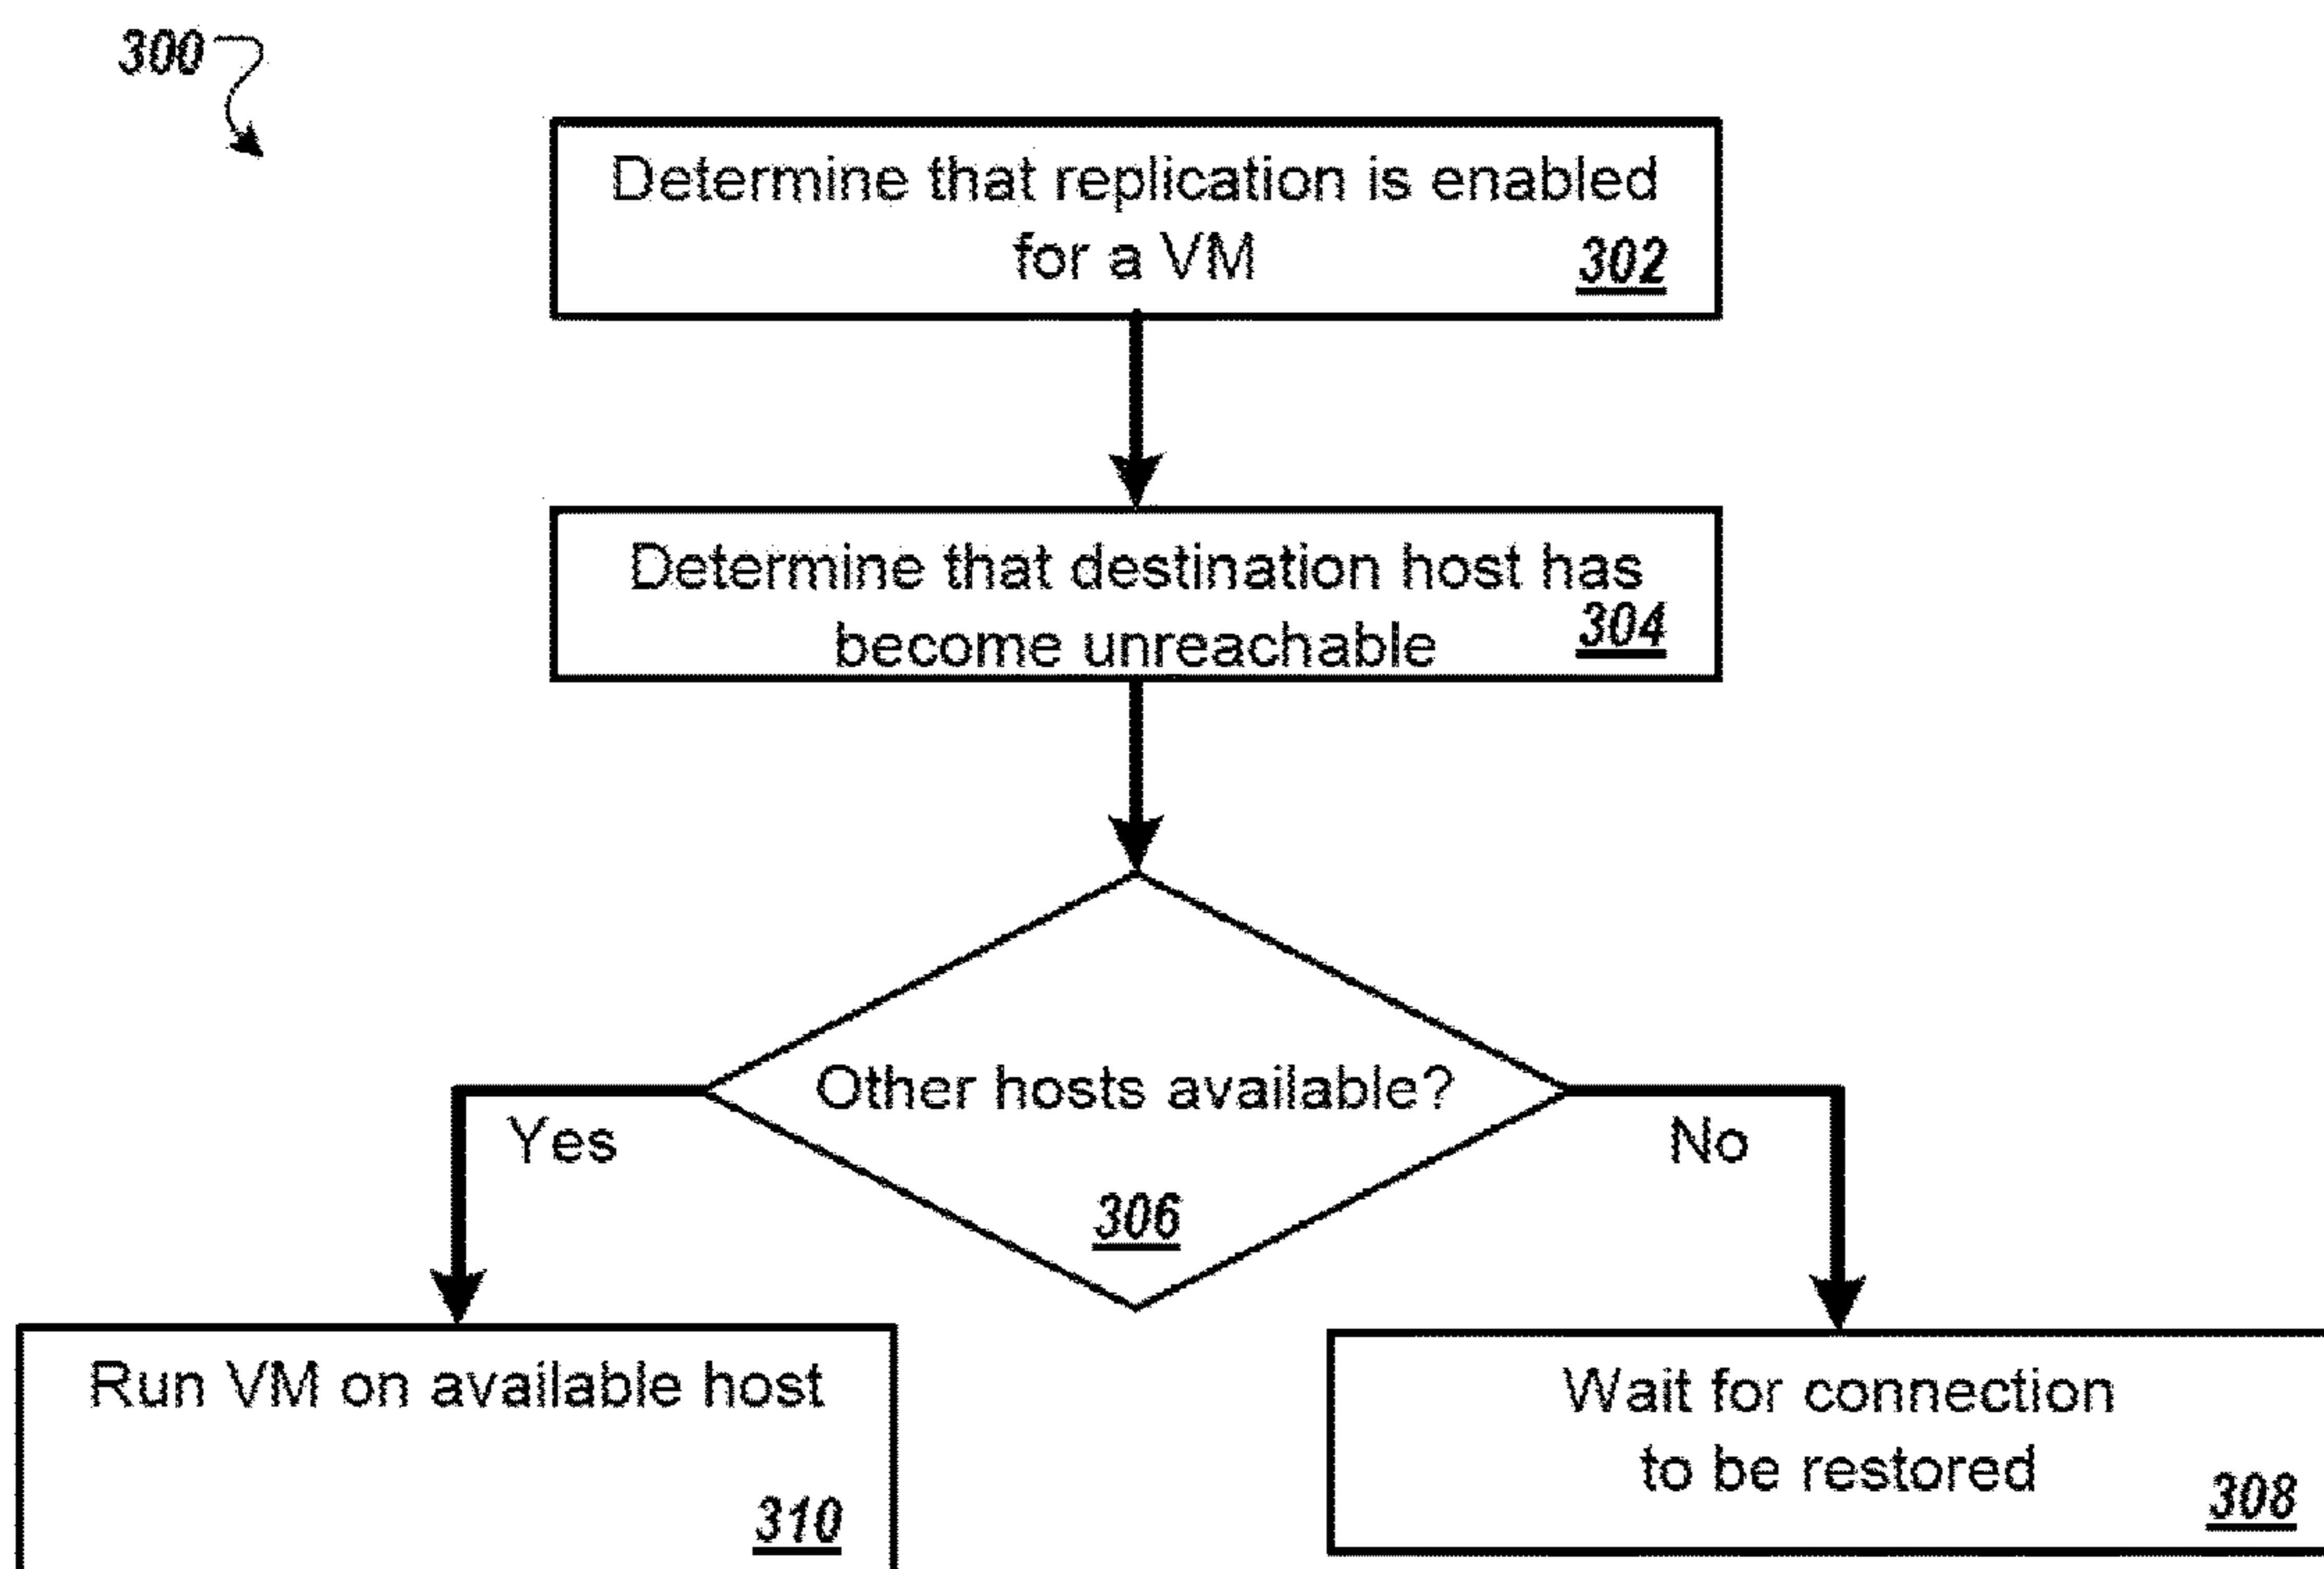 300
Determine that replication is enabled
for a VM
302
Determine that destination host has
become unreachable
304
Other hosts available?
Yes
No
306
Run VM on available host
310
Wait for connection
to be restored
308